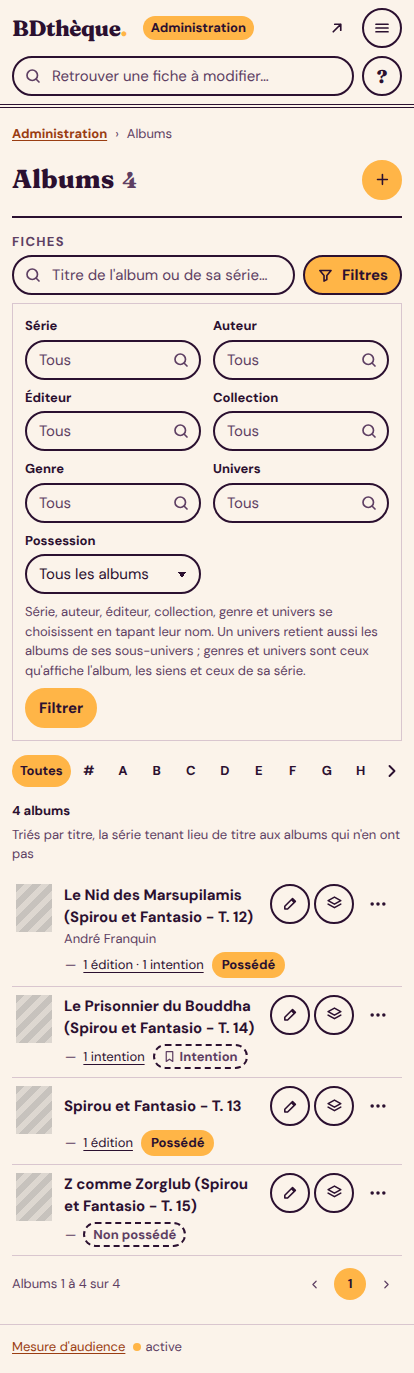 BDthèque.
Administration
Retrouver une fiche à modifier...
?
Administration › Albums
Albums 4
+
FICHES
Titre de l'album ou de sa série...
Filtres
Série
Auteur
Tous
Tous
Éditeur
Collection
Tous
Tous
Genre
Univers
Tous
Tous
Possession
Tous les albums
Série, auteur, éditeur, collection, genre et univers se
choisissent en tapant leur nom. Un univers retient aussi les
albums de ses sous-univers ; genres et univers sont ceux
qu'affiche l'album, les siens et ceux de sa série.
Filtrer
Toutes # A B C D E F G H
4 albums
Triés par titre, la série tenant lieu de titre aux albums qui n'en ont
pas
Le Nid des Marsupilamis
(Spirou et Fantasio - T. 12)
André Franquin
— 1 édition · 1 intention Possédé
Le Prisonnier du Bouddha
(Spirou et Fantasio - T. 14)
— 1 intention Intention
Spirou et Fantasio - T. 13
— 1 édition Possédé
Z comme Zorglub (Spirou
et Fantasio - T. 15)
— Non possédé
Albums 1 à 4 sur 4
‹ 1 ›
Mesure d'audience active